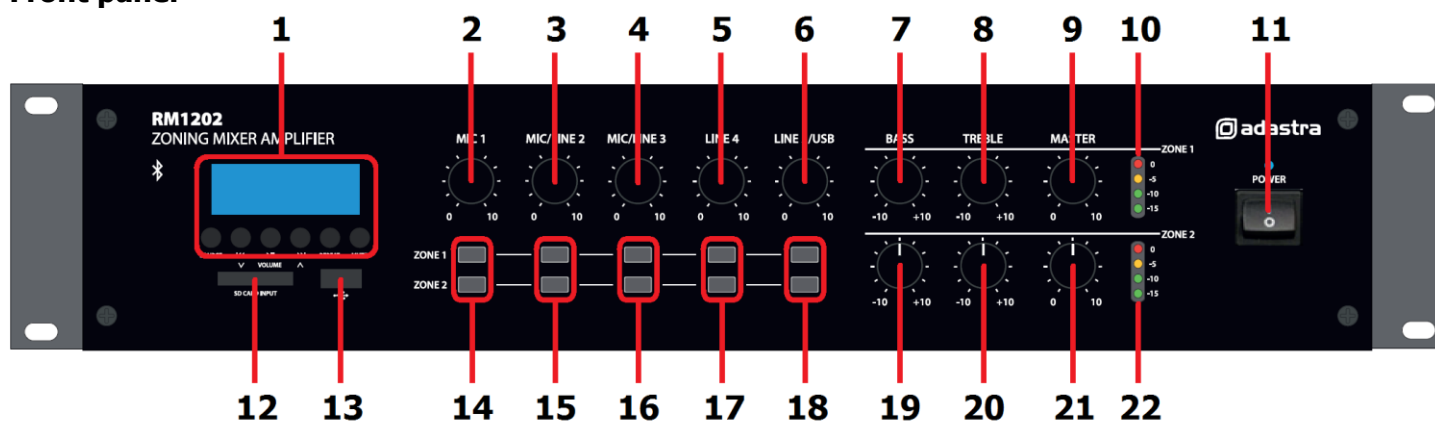 Front panel
1 2 3 4 5 6 7 8 9 10 11
RM1202
ZONING MIXER AMPLIFIER
adastra
MIC 1 MIC/LINE 2 MIC/LINE 3 LINE 4 LINE /USB BASS TREBLE MASTER
ZONE 1
0
-5
-10
-15
POWER
0 10 0 10 0 10 0 10 0 10 -10 +10 -10 +10 0 10
ZONE 2
VOLUME
SD CARD INPUT
ZONE 1
ZONE 2
-10 +10 -10 +10 0 10
0
-5
-10
-15
12 13 14 15 16 17 18 19 20 21 22